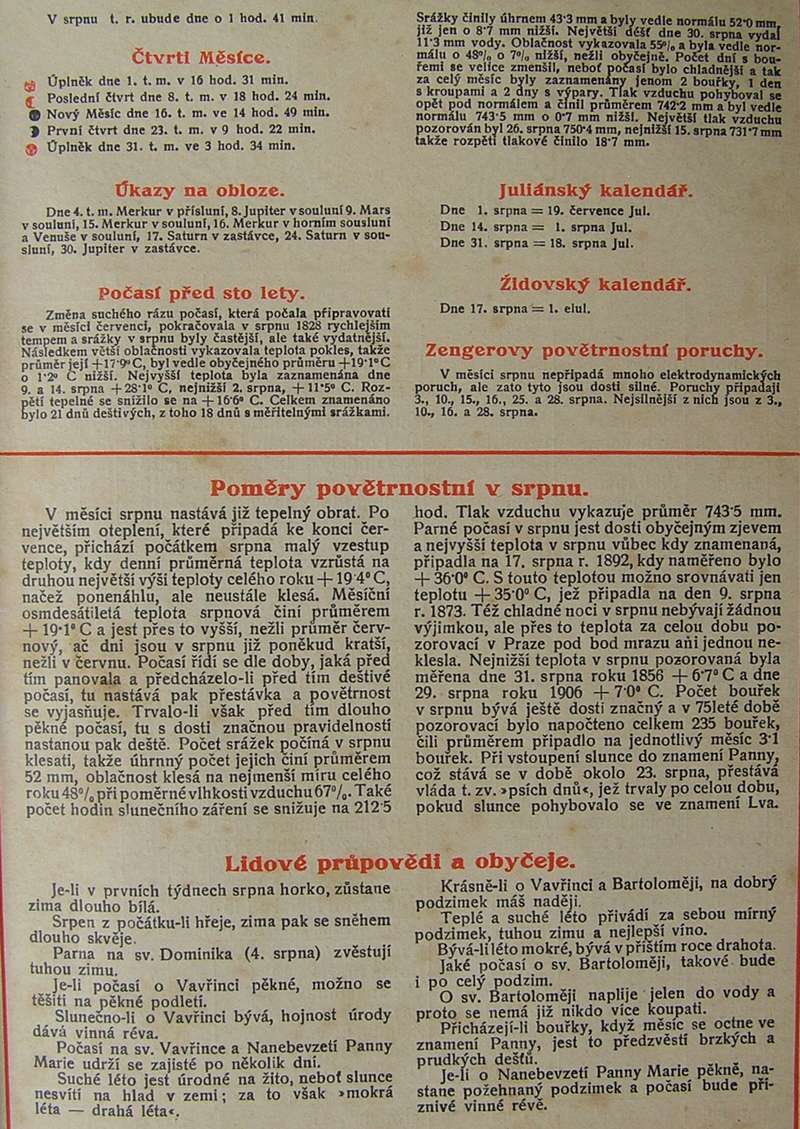 V srpnu t. r. ubude dne o 1 hod. 41 min.
Čtvrti Měsíce.
Úplněk dne 1. t. m. v 16 hod. 31 min.
Poslední čtvrt dne 8. t. m. v 18 hod. 24 min.
Nový Měsíc dne 16. t. m. ve 14 hod. 49 min.
První čtvrt dne 23. t. m. v 9 hod. 22 min.
Úplněk dne 31. t. m. ve 3 hod. 34 min.
Úkazy na obloze.
Dne 4. t. m. Merkur v přísluní, 8. Jupiter v souluní 9. Mars
v souluní, 15. Merkur v souluní, 16. Merkur v horním sousluní
a Venuše v souluní, 17. Saturn v zastávce, 24. Saturn v sou-
sluní, 30. Jupiter v zastávce.
Počasí před sto lety.
Změna suchého rázu počasí, která počala připravovati
se v měsíci červenci, pokračovala v srpnu 1828 rychlejším
tempem a srážky v srpnu byly častější, ale také vydatnější.
Následkem větší oblačnosti vykazovala teplota pokles, takže
průměr její +17·9° C, byl vedle obyčejného průměru +19·1° C
o 1·2° C nižší. Nejvyšší teplota byla zaznamenána dne
9. a 14. srpna +28·1° C, nejnižší 2. srpna, +11·5° C. Roz-
pětí tepelné se snížilo se na +16·6° C. Celkem znamenáno
bylo 21 dnů deštivých, z toho 18 dnů s měřitelnými srážkami.
Srážky činily úhrnem 43·3 mm a byly vedle normálu 52·0 mm,
již jen o 8·7 mm nižší. Největší déšť dne 30. srpna vydal
11·3 mm vody. Oblačnost vykazovala 55% a byla vedle nor-
málu o 48% o 7% nižší, nežli obyčejně. Počet dní s bou-
řemi se velice zmenšil, neboť počasí bylo chladnější a tak
za celý měsíc byly zaznamenány jenom 2 bouřky, 1 den
s kroupami a 2 dny s výpary. Tlak vzduchu pohyboval se
opět pod normálem a činil průměrem 742·2 mm a byl vedle
normálu 743·5 mm o 0·7 mm nižší. Největší tlak vzduchu
pozorován byl 26. srpna 750·4 mm, nejnižší 15. srpna 731·7 mm
takže rozpětí tlakové činilo 18·7 mm.
Juliánský kalendář.
Dne 1. srpna = 19. července Jul.
Dne 14. srpna = 1. srpna Jul.
Dne 31. srpna = 18. srpna Jul.
Židovský kalendář.
Dne 17. srpna = 1. elul.
Zengerovy povětrnostní poruchy.
V měsíci srpnu nepřipadá mnoho elektrodynamických
poruch, ale zato tyto jsou dosti silné. Poruchy připadají
3., 10., 15., 16., 25. a 28. srpna. Nejsilnější z nich jsou z 3.,
10., 16. a 28. srpna.
Poměry povětrnostní v srpnu.
V měsíci srpnu nastává již tepelný obrat. Po
největším oteplení, které připadá ke konci čer-
vence, přichází počátkem srpna malý vzestup
teploty, kdy denní průměrná teplota vzrůstá na
druhou největší výši teploty celého roku +19·4° C,
načež ponenáhlu, ale neustále klesá. Měsíční
osmdesátiletá teplota srpnová činí průměrem
+19·1° C a jest přes to vyšší, nežli průměr červ-
nový, ač dni jsou v srpnu již poněkud kratší,
nežli v červnu. Počasí řídí se dle doby, jaká před
tím panovala a předcházelo-li před tím deštivé
počasí, tu nastává pak přestávka a povětrnost
se vyjasňuje. Trvalo-li však před tím dlouho
pěkné počasí, tu s dosti značnou pravidelností
nastanou pak deště. Počet srážek počíná v srpnu
klesati, takže úhrnný počet jejich činí průměrem
52 mm, oblačnost klesá na nejmenší míru celého
roku 48% při poměrné vlhkosti vzduchu 67%. Také
počet hodin slunečního záření se snižuje na 212·5
hod. Tlak vzduchu vykazuje průměr 743·5 mm.
Parné počasí v srpnu jest dosti obyčejným zjevem
a nejvyšší teplota v srpnu vůbec kdy znamenaná,
připadla na 17. srpna r. 1892, kdy naměřeno bylo
+36·0° C. S touto teplotou možno srovnávati jen
teplotu +35·0° C, jež připadla na den 9. srpna
r. 1873. Též chladné noci v srpnu nebývají žádnou
výjimkou, ale přes to teplota za celou dobu po-
zorovací v Praze pod bod mrazu ani jednou ne-
klesla. Nejnižší teplota v srpnu pozorovaná byla
měřena dne 31. srpna roku 1856 +6·7° C a dne
29. srpna roku 1906 +7·0° C. Počet bouřek
v srpnu bývá ještě dosti značný a v 75leté době
pozorovací bylo napočteno celkem 235 bouřek,
čili průměrem připadlo na jednotlivý měsíc 3·1
bouřek. Při vstoupení slunce do znamení Panny,
což stává se v době okolo 23. srpna, přestává
vláda t. zv. »psích dnů«, jež trvaly po celou dobu,
pokud slunce pohybovalo se ve znamení Lva.
Lidové průpovědi a obyčeje.
Je-li v prvních týdnech srpna horko, zůstane
zima dlouho bílá.
Srpen z počátku-li hřeje, zima pak se sněhem
dlouho skvěje.
Parna na sv. Dominika (4. srpna) zvěstují
tuhou zimu.
Je-li počasí o Vavřinci pěkné, možno se
těšiti na pěkné podletí.
Slunečno-li o Vavřinci bývá, hojnost úrody
dává vinná réva.
Počasí na sv. Vavřince a Nanebevzetí Panny
Marie udrží se zajisté po několik dní.
Suché léto jest úrodné na žito, neboť slunce
nesvítí na hlad v zemi; za to však »mokrá
léta — drahá léta«.
Krásně-li o Vavřinci a Bartoloměji, na dobrý
podzimek máš naději.
Teplé a suché léto přivádí za sebou mírný
podzimek, tuhou zimu a nejlepší víno.
Bývá-li léto mokré, bývá v příštím roce drahota.
Jaké počasí o sv. Bartoloměji, takové bude
i po celý podzim.
O sv. Bartoloměji naplije jelen do vody a
proto se nemá již nikdo více koupati.
Přicházejí-li bouřky, když měsíc se octne ve
znamení Panny, jest to předzvěstí brzkých a
prudkých dešťů.
Je-li o Nanebevzetí Panny Marie pěkně, na-
stane požehnaný podzimek a počasí bude pří-
znivé vinné révě.